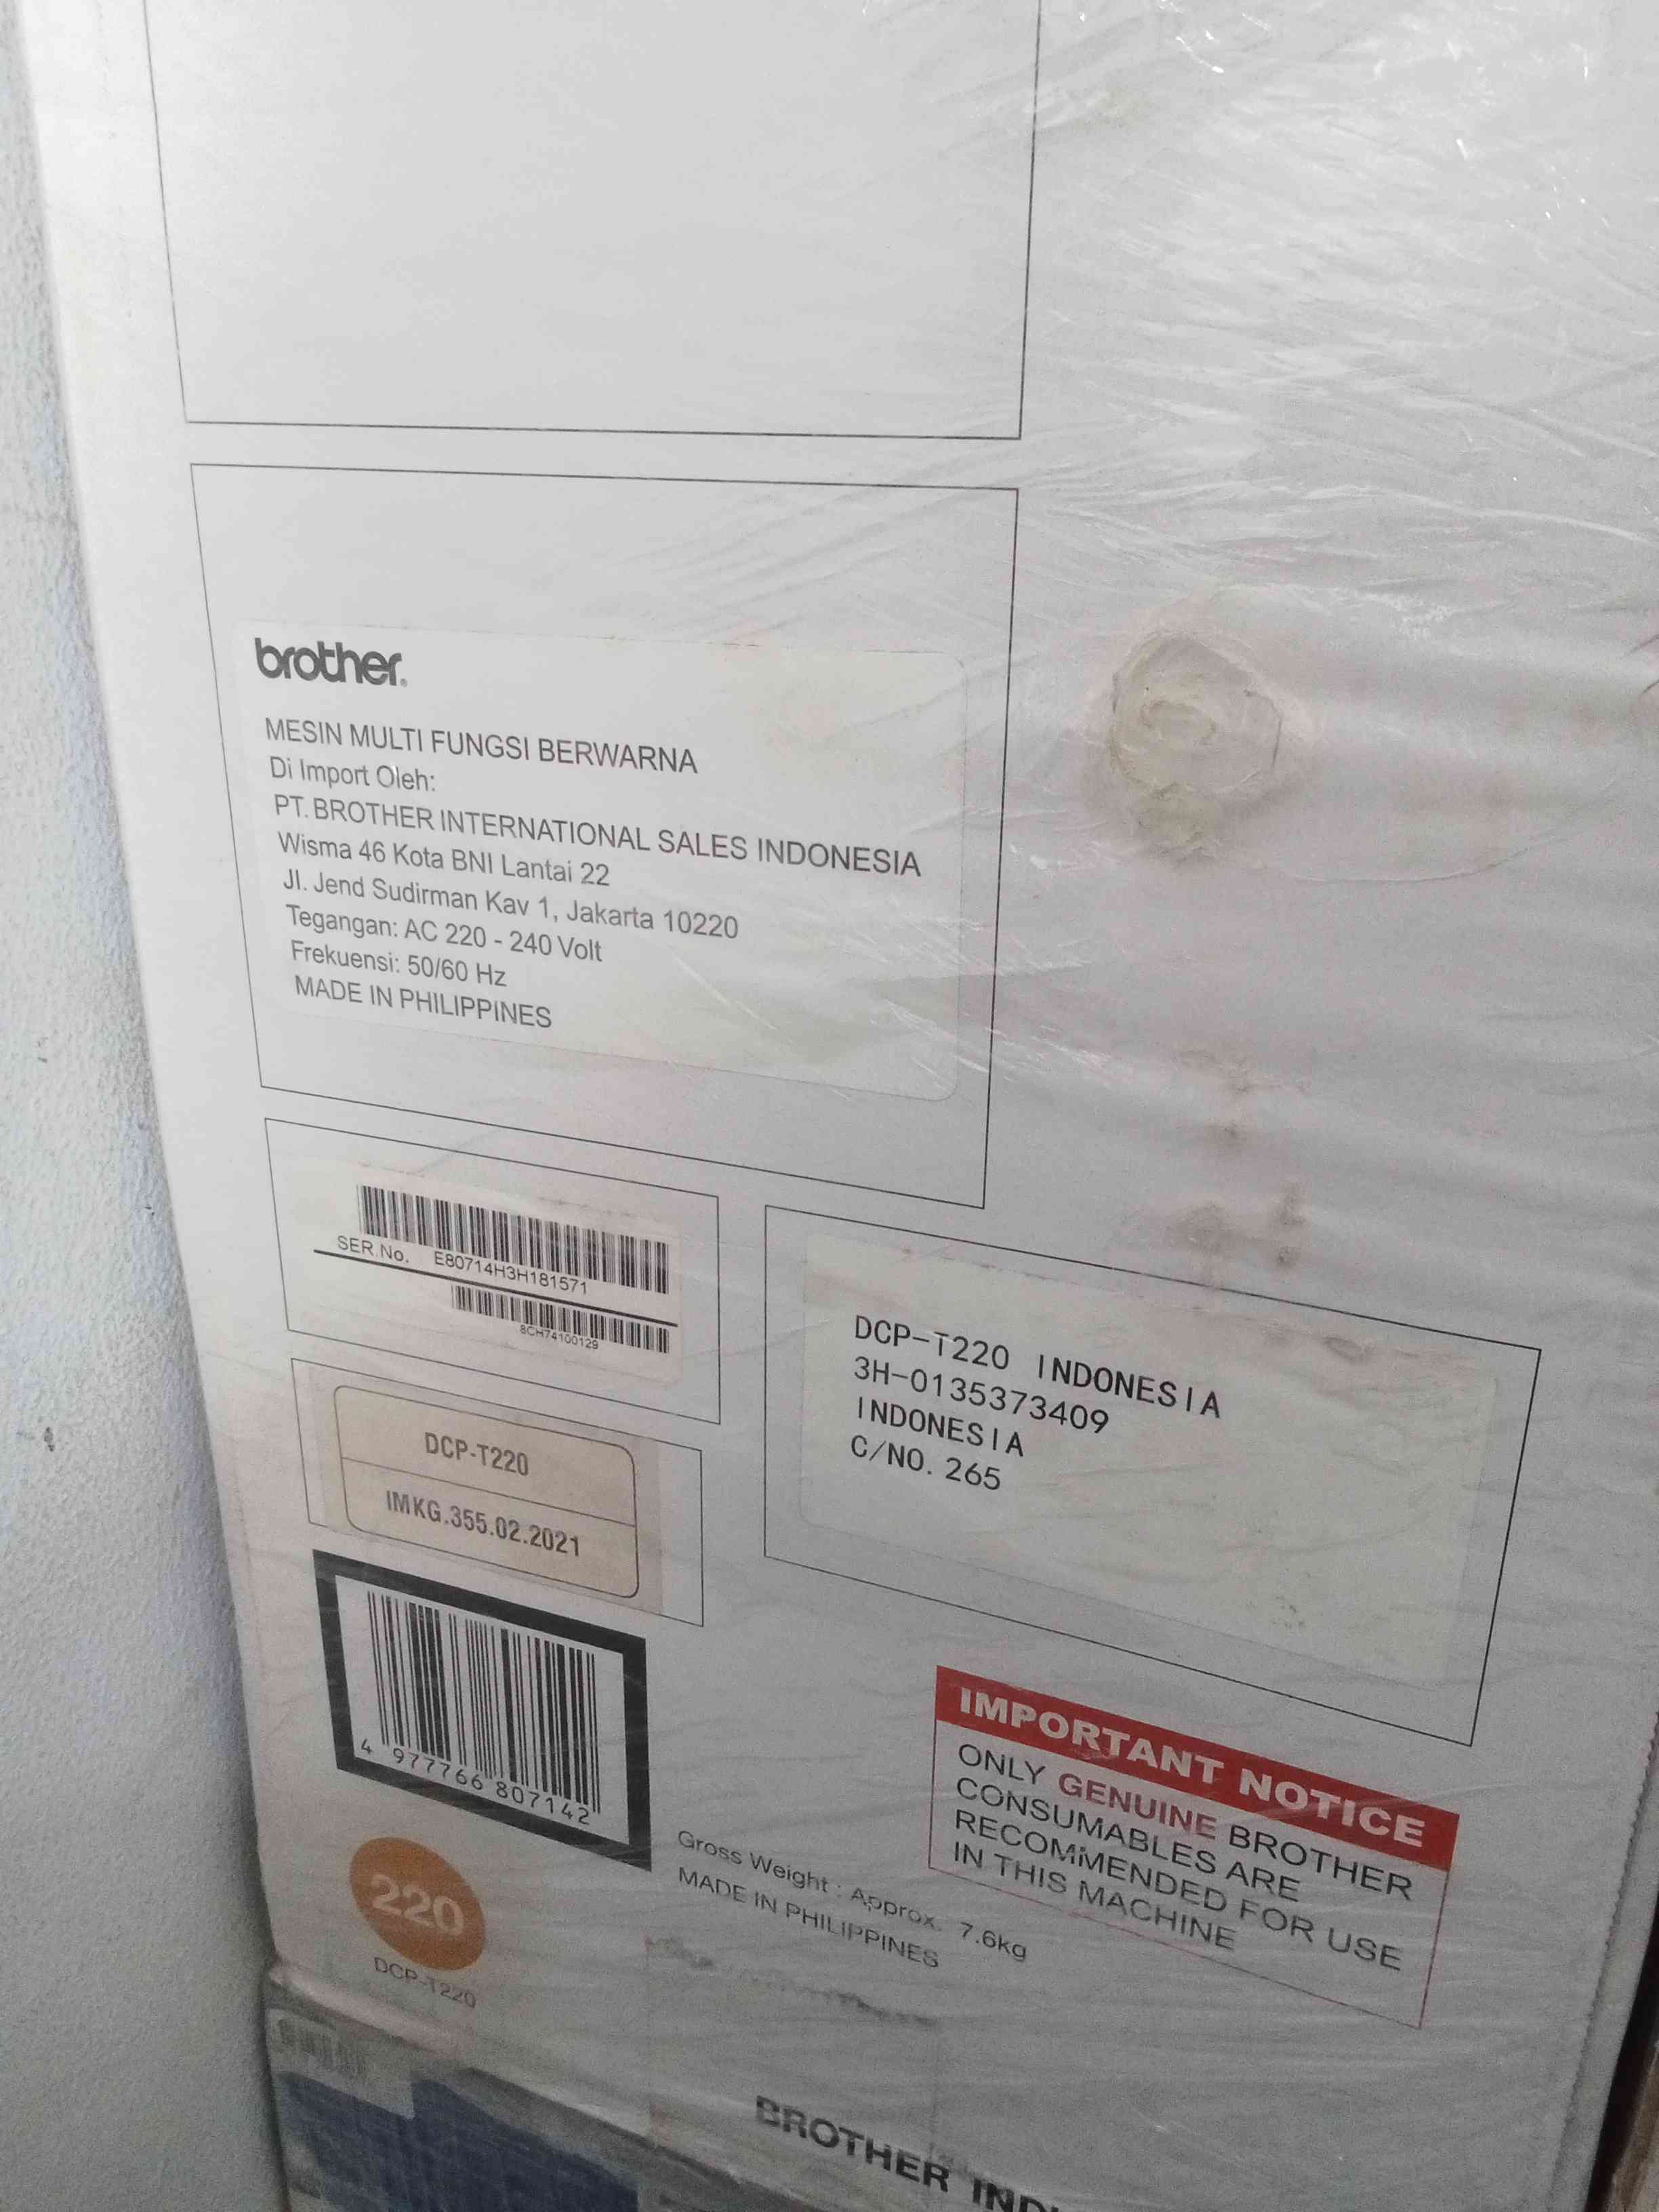 brother®
MESIN MULTI FUNGSI BERWARNA
Di Import Oleh:
PT. BROTHER INTERNATIONAL SALES INDONESIA
Wisma 46 Kota BNI Lantai 22
Jl. Jend Sudirman Kav 1, Jakarta 10220
Tegangan: AC 220 - 240 Volt
Frekuensi: 50/60 Hz
MADE IN PHILIPPINES
SER.No. E80714H3H181571
8CH74100129
DCP-T220 INDONESIA
3H-0135373409
INDONESIA
C/NO. 265
DCP-T220
IMKG.355.02.2021
4 977766 807142
IMPORTANT NOTICE
ONLY GENUINE BROTHER
CONSUMABLES ARE
RECOMMENDED FOR USE
IN THIS MACHINE
Gross Weight : Approx. 7.6kg
MADE IN PHILIPPINES
220
DCP-T220
BROTHER